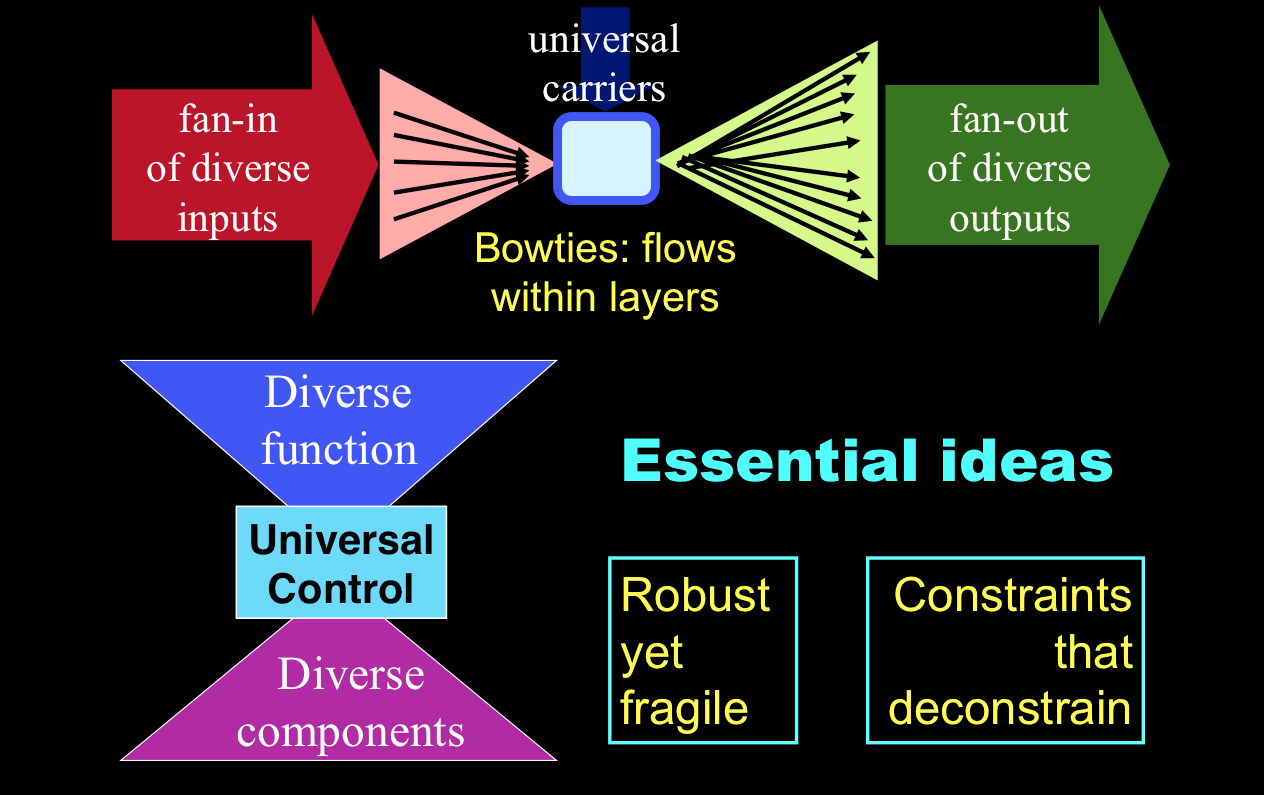 universal
carriers
fan-in
of diverse
inputs
fan-out
of diverse
outputs
Bowties: flows
within layers
Diverse
function
Universal
Control
Diverse
components
Essential ideas
Robust
yet
fragile
Constraints
that
deconstrain